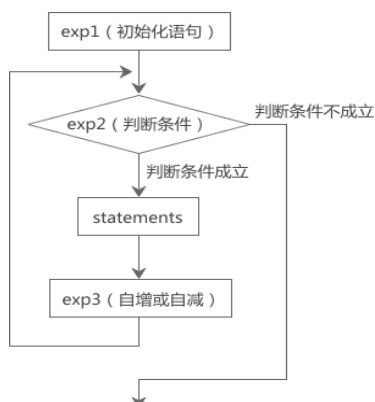 exp1（初始化语句）
判断条件不成立
exp2（判断条件）
判断条件成立
statements
exp3（自增或自减）